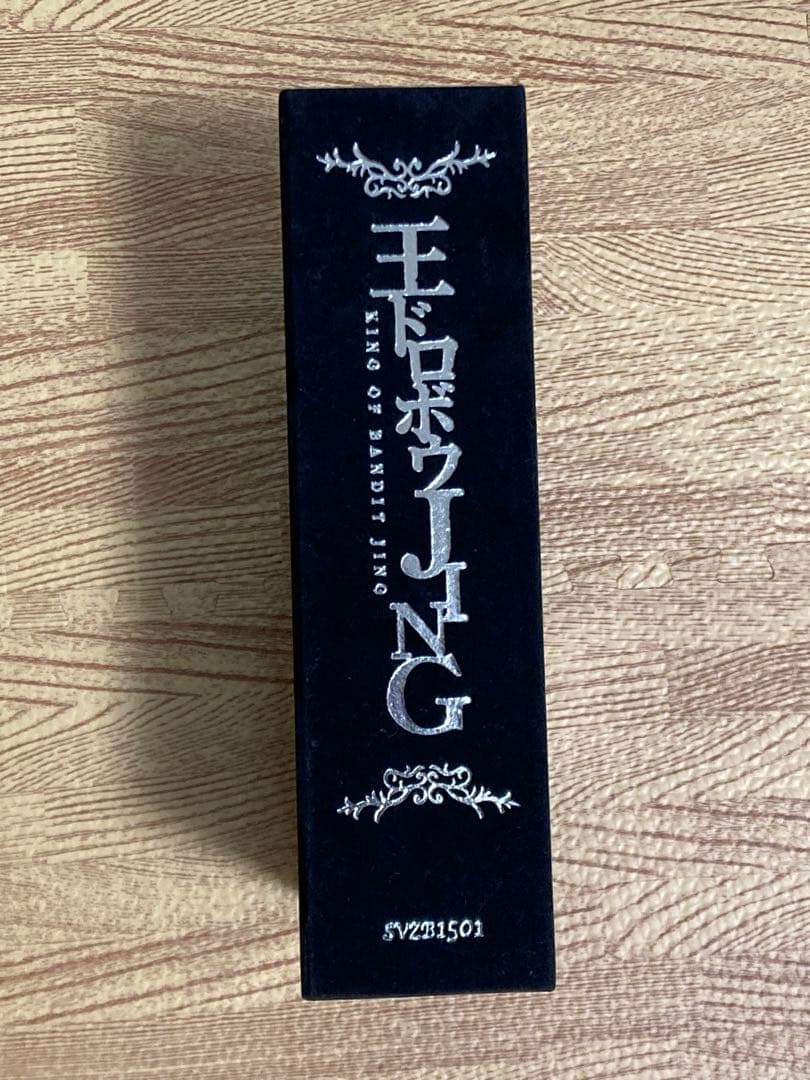 王ドロボウJING
KING OF BANDIT JING
SVZB1501